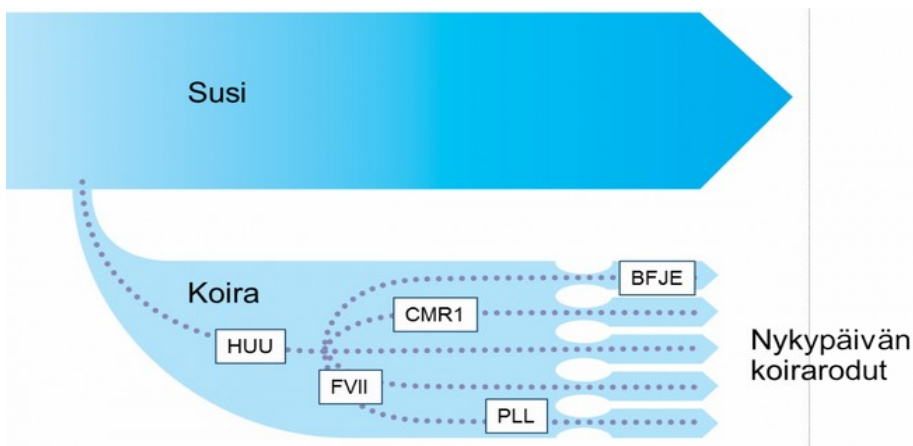 Susi
Koira
BFJE
CMR1
HUU
Nykypäivän
koirarodut
FVII
PLL